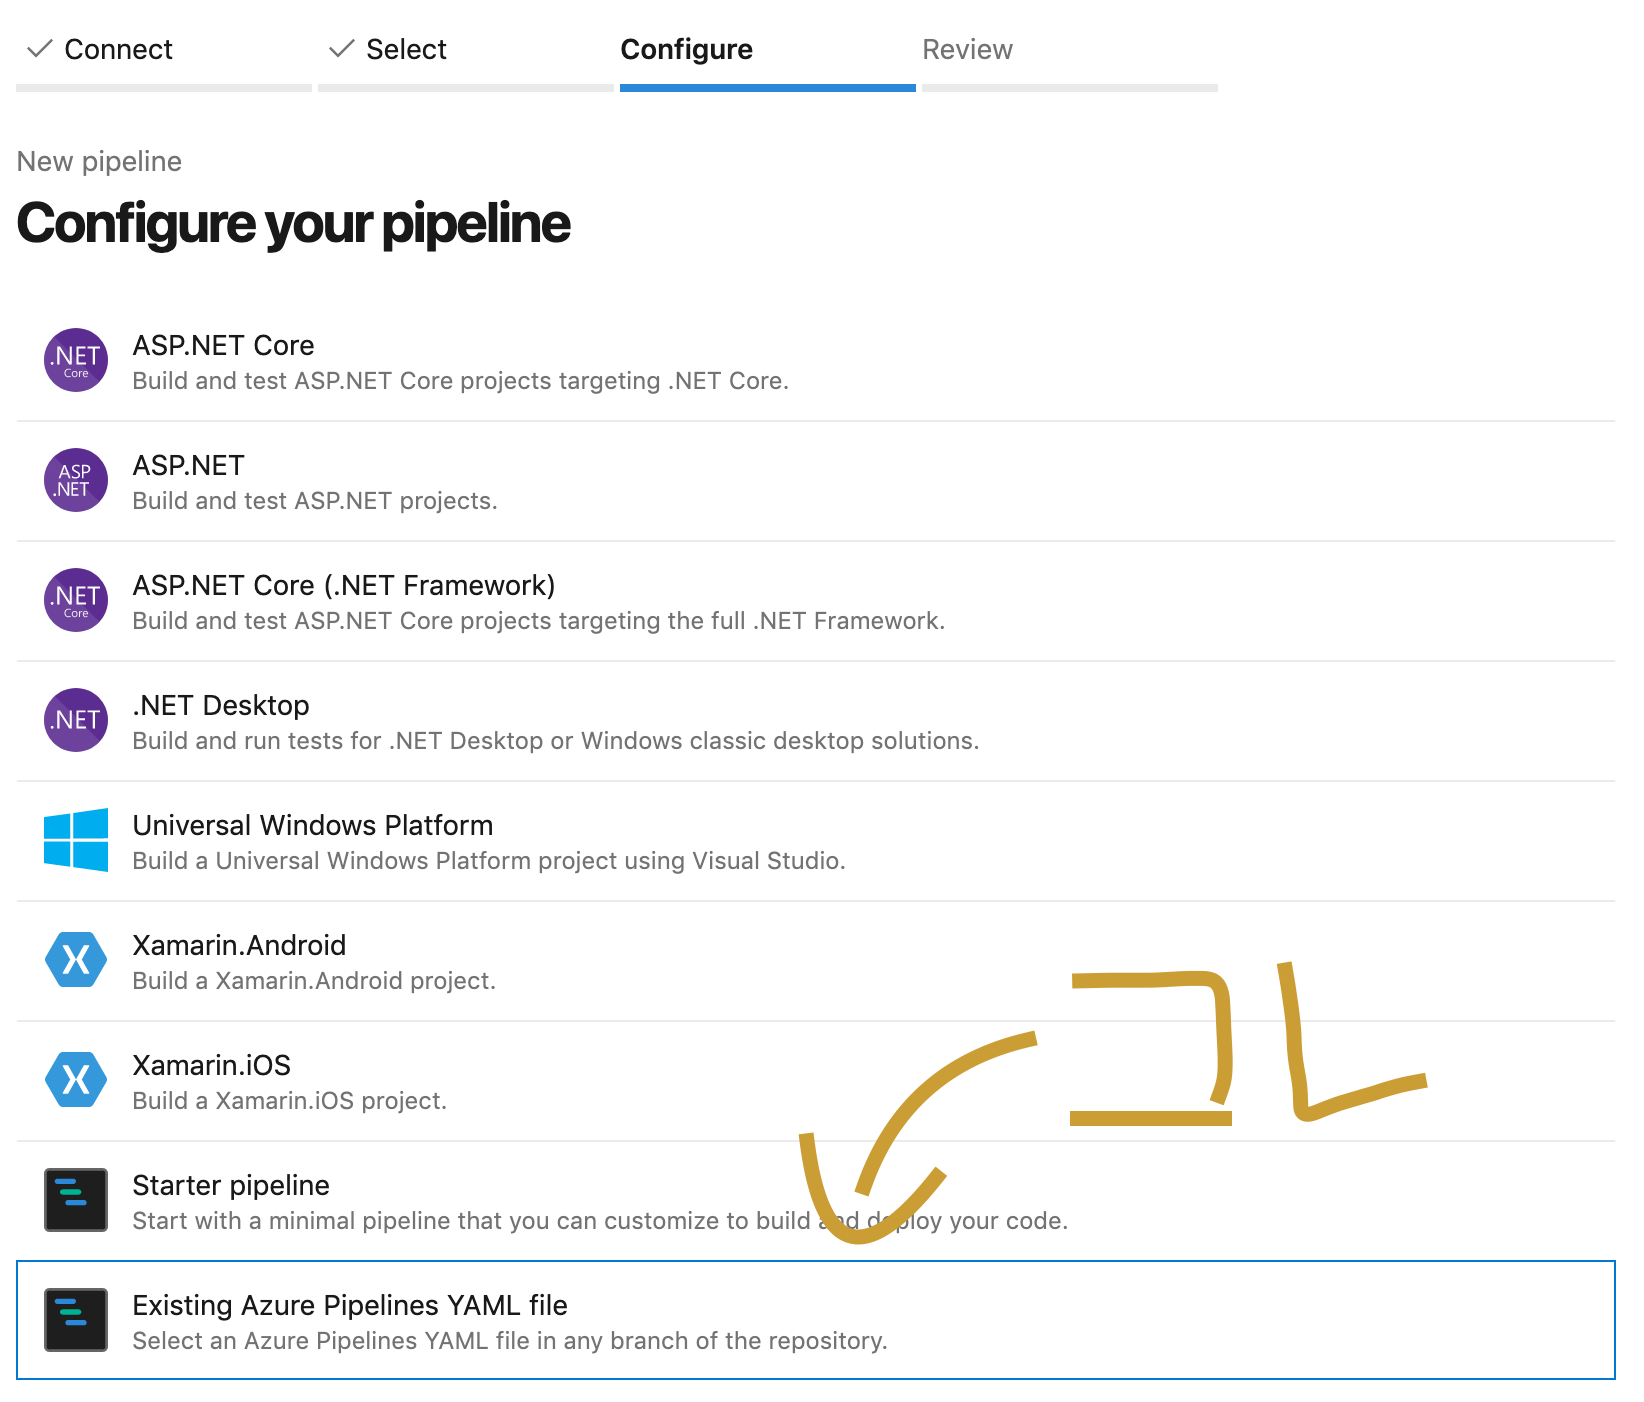 Connect Select Configure Review
New pipeline
Configure your pipeline
.NET Core
ASP.NET Core
Build and test ASP.NET Core projects targeting .NET Core.
ASP .NET
ASP.NET
Build and test ASP.NET projects.
.NET Core
ASP.NET Core (.NET Framework)
Build and test ASP.NET Core projects targeting the full .NET Framework.
.NET
.NET Desktop
Build and run tests for .NET Desktop or Windows classic desktop solutions.
Universal Windows Platform
Build a Universal Windows Platform project using Visual Studio.
Xamarin.Android
Build a Xamarin.Android project.
コレ
Xamarin.iOS
Build a Xamarin.iOS project.
Starter pipeline
Start with a minimal pipeline that you can customize to build and deploy your code.
Existing Azure Pipelines YAML file
Select an Azure Pipelines YAML file in any branch of the repository.